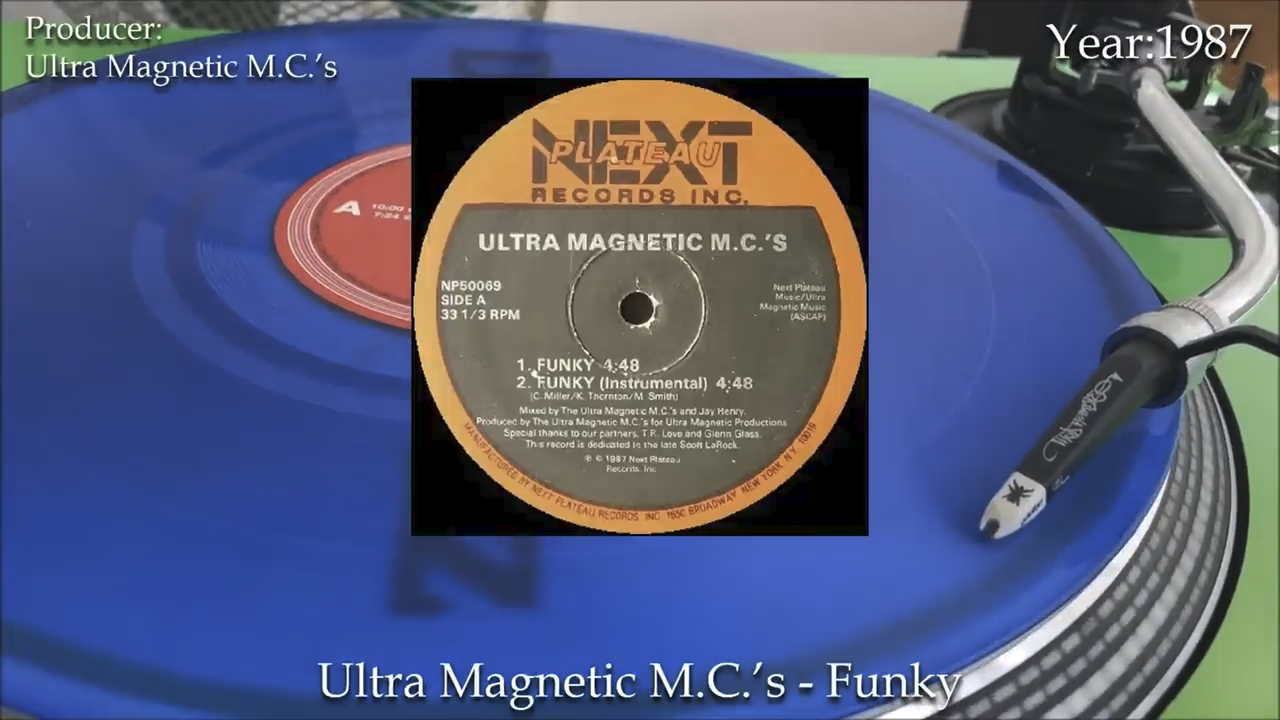 Producer:
Ultra Magnetic M.C.'s
Year:1987
NEXT
PLATEAU
RECORDS INC.
ULTRA MAGNETIC M.C.'S
NP50069
SIDE A
33 1/3 RPM
Next Plateau
Music/Ultra
Magnetic Music
(ASCAP)
1. FUNKY 4:48
2. FUNKY (Instrumental) 4:48
(C. Miller/K. Thornton/M. Smith)
Mixed by The Ultra Magnetic M.C.'s and Jay Henry.
Produced by The Ultra Magnetic M.C.'s for Ultra Magnetic Productions
Special thanks to our partners, T.R. Love and Glenn Glass.
This record is dedicated to the late Scott LaRock.
℗ © 1987 Next Plateau
Records, Inc.
MANUFACTURED BY NEXT PLATEAU RECORDS, INC. 1650 BROADWAY NEW YORK N.Y. 10019
A
Ultra Magnetic M.C.'s - Funky